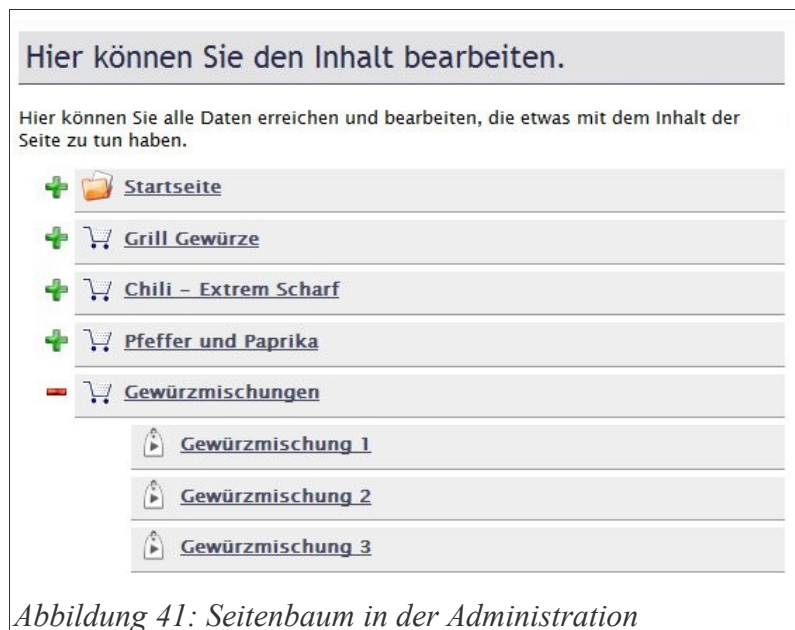 Hier können Sie den Inhalt bearbeiten.
Hier können Sie alle Daten erreichen und bearbeiten, die etwas mit dem Inhalt der
Seite zu tun haben.
Startseite
Grill Gewürze
Chili – Extrem Scharf
Pfeffer und Paprika
Gewürzmischungen
Gewürzmischung 1
Gewürzmischung 2
Gewürzmischung 3
Abbildung 41: Seitenbaum in der Administration